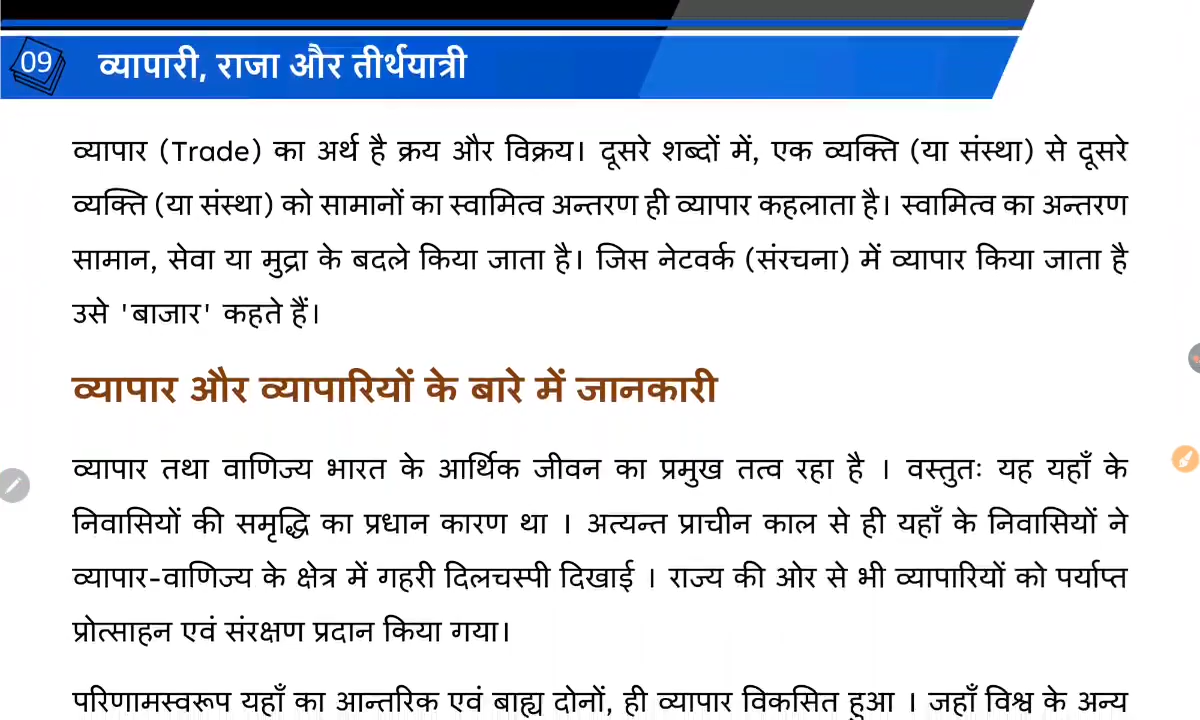 09 व्यापारी, राजा और तीर्थयात्री
व्यापार (Trade) का अर्थ है क्रय और विक्रय। दूसरे शब्दों में, एक व्यक्ति (या संस्था) से दूसरे
व्यक्ति (या संस्था) को सामानों का स्वामित्व अन्तरण ही व्यापार कहलाता है। स्वामित्व का अन्तरण
सामान, सेवा या मुद्रा के बदले किया जाता है। जिस नेटवर्क (संरचना) में व्यापार किया जाता है
उसे 'बाजार' कहते हैं।
व्यापार और व्यापारियों के बारे में जानकारी
व्यापार तथा वाणिज्य भारत के आर्थिक जीवन का प्रमुख तत्व रहा है । वस्तुतः यह यहाँ के
निवासियों की समृद्धि का प्रधान कारण था । अत्यन्त प्राचीन काल से ही यहाँ के निवासियों ने
व्यापार-वाणिज्य के क्षेत्र में गहरी दिलचस्पी दिखाई । राज्य की ओर से भी व्यापारियों को पर्याप्त
प्रोत्साहन एवं संरक्षण प्रदान किया गया।
परिणामस्वरूप यहाँ का आन्तरिक एवं बाह्य दोनों, ही व्यापार विकसित हुआ । जहाँ विश्व के अन्य